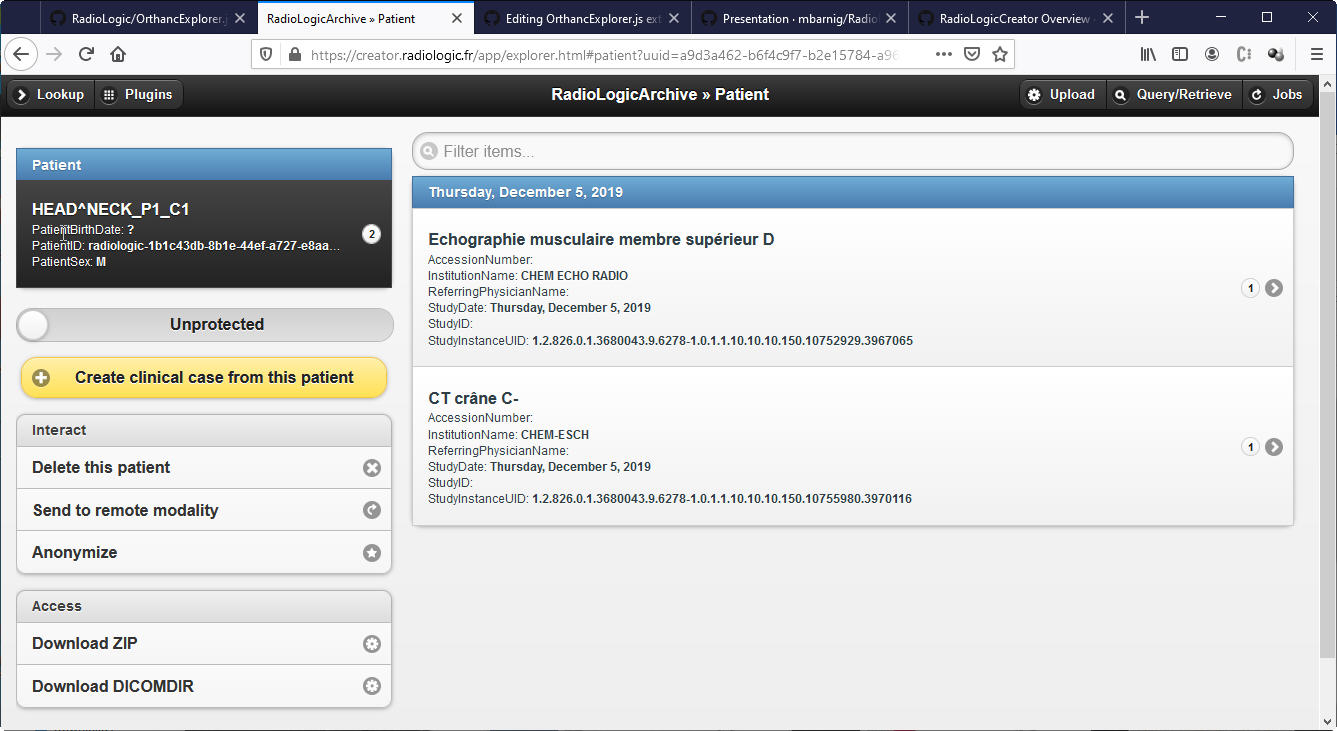 RadioLogic/OrthancExplorer.j
RadioLogicArchive » Patient
Editing OrthancExplorer.js ext
Presentation · mbarnig/Radiol
RadioLogicCreator Overview
https://creator.radiologic.fr/app/explorer.html#patient?uuid=a9d3a462-b6f4c9f7-b2e15784-a96
Lookup
Plugins
RadioLogicArchive » Patient
Upload
Query/Retrieve
Jobs
Patient
HEAD^NECK_P1_C1
PatientBirthDate: ?
PatientID: radiologic-1b1c43db-8b1e-44ef-a727-e8aa...
PatientSex: M
2
Unprotected
Create clinical case from this patient
Interact
Delete this patient
Send to remote modality
Anonymize
Access
Download ZIP
Download DICOMDIR
Filter items...
Thursday, December 5, 2019
Echographie musculaire membre supérieur D
AccessionNumber:
InstitutionName: CHEM ECHO RADIO
ReferringPhysicianName:
StudyDate: Thursday, December 5, 2019
StudyID:
StudyInstanceUID: 1.2.826.0.1.3680043.9.6278-1.0.1.1.10.10.10.150.10752929.3967065
1
CT crâne C-
AccessionNumber:
InstitutionName: CHEM-ESCH
ReferringPhysicianName:
StudyDate: Thursday, December 5, 2019
StudyID:
StudyInstanceUID: 1.2.826.0.1.3680043.9.6278-1.0.1.1.10.10.10.150.10755980.3970116
1